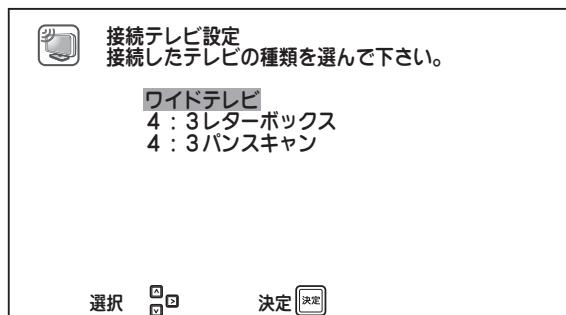 接続テレビ設定
接続したテレビの種類を選んで下さい。
ワイドテレビ
4:3レターボックス
4:3パンスキャン
選択 決定 決定